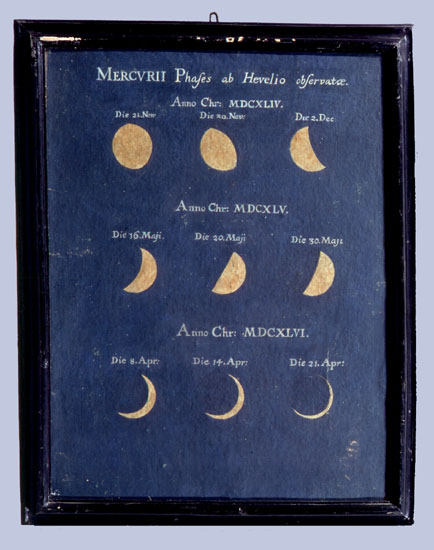 MERCVRII Phases ab Hevelio observatæ.
Anno Chr: MDCXLIV.
Die 21. Nov Die 20. Nov Die 2. Dec
Anno Chr: MDCXLV.
Die 16. Maji. Die 20. Maji Die 30. Maji
Anno Chr: MDCXLVI.
Die 8. Apr: Die 14. Apr: Die 21. Apr: